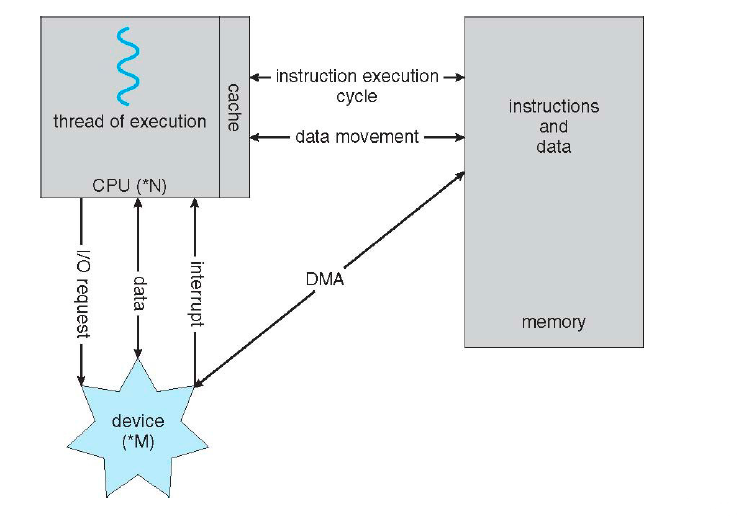 thread of execution
cache
CPU (*N)
instruction execution
cycle
data movement
instructions
and
data
memory
I/O request
data
interrupt
DMA
device
(*M)